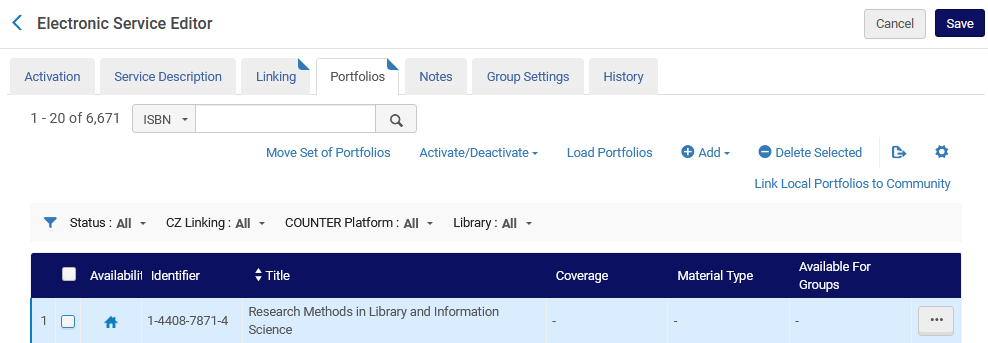 Electronic Service Editor
Cancel
Save
Activation
Service Description
Linking
Portfolios
Notes
Group Settings
History
1 - 20 of 6,671
ISBN
Move Set of Portfolios
Activate/Deactivate
Load Portfolios
Add
Delete Selected
Link Local Portfolios to Community
Status : All
CZ Linking : All
COUNTER Platform : All
Library : All
Availabilit
Identifier
Title
Coverage
Material Type
Available For
Groups
1
1-4408-7871-4
Research Methods in Library and Information
Science
-
-
-